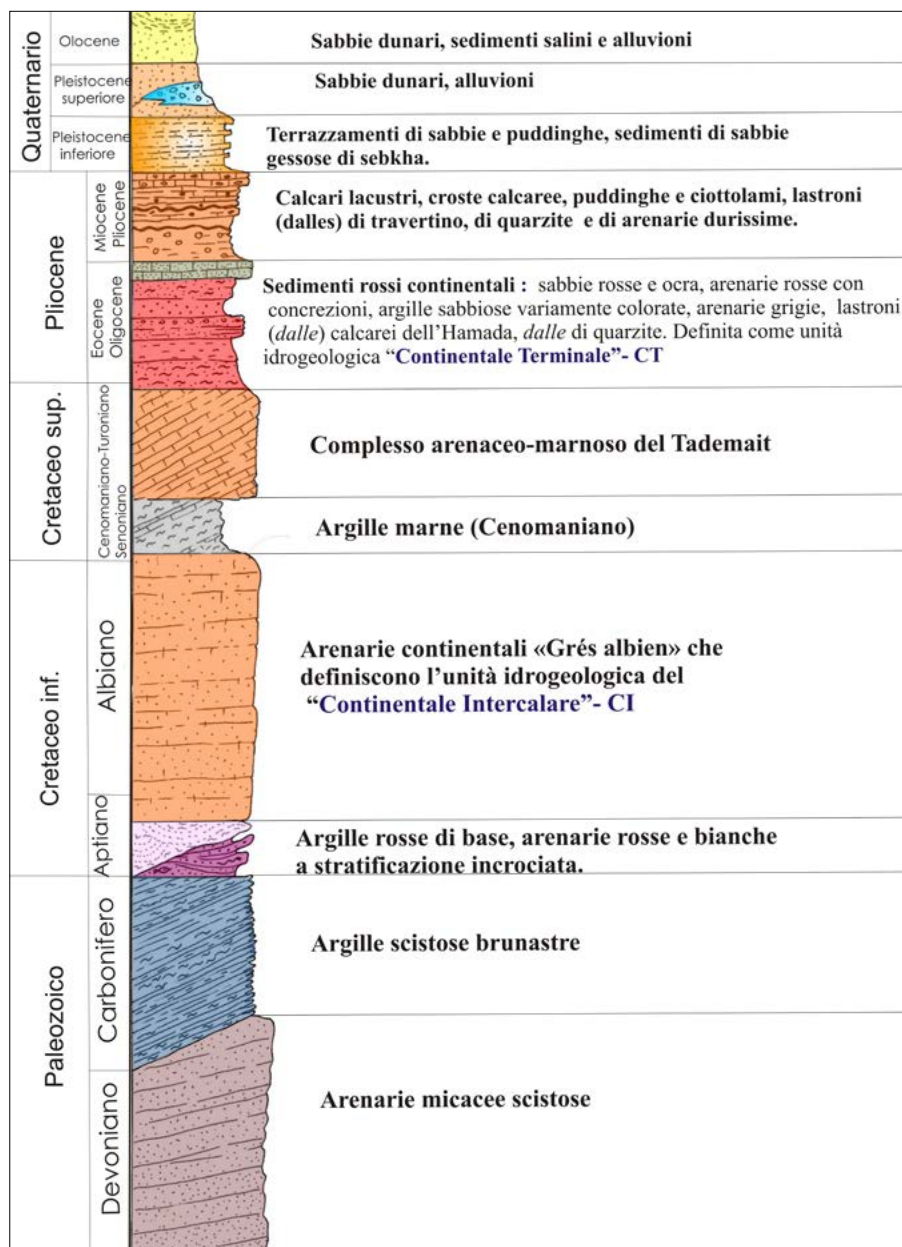 Quaternario
Olocene
Sabbie dunari, sedimenti salini e alluvioni
Pleistocene
superiore
Sabbie dunari, alluvioni
Pleistocene
inferiore
Terrazzamenti di sabbie e puddinghe, sedimenti di sabbie
gessose di sebkha.
Pliocene
Miocene
Pliocene
Calcari lacustri, croste calcaree, puddinghe e ciottolami, lastroni
(dalles) di travertino, di quarzite e di arenarie durissime.
Eocene
Oligocene
Sedimenti rossi continentali : sabbie rosse e ocra, arenarie rosse con
concrezioni, argille sabbiose variamente colorate, arenarie grigie, lastroni
(dalle) calcarei dell'Hamada, dalle di quarzite. Definita come unità
idrogeologica “Continentale Terminale”- CT
Cretaceo sup.
Cenomaniano-Turoniano
Senoniano
Complesso arenaceo-marnoso del Tademait
Argille marne (Cenomaniano)
Cretaceo inf.
Albiano
Arenarie continentali «Grés albien» che
definiscono l'unità idrogeologica del
“Continentale Intercalare”- CI
Aptiano
Argille rosse di base, arenarie rosse e bianche
a stratificazione incrociata.
Paleozoico
Carbonifero
Argille scistose brunastre
Devoniano
Arenarie micacee scistose